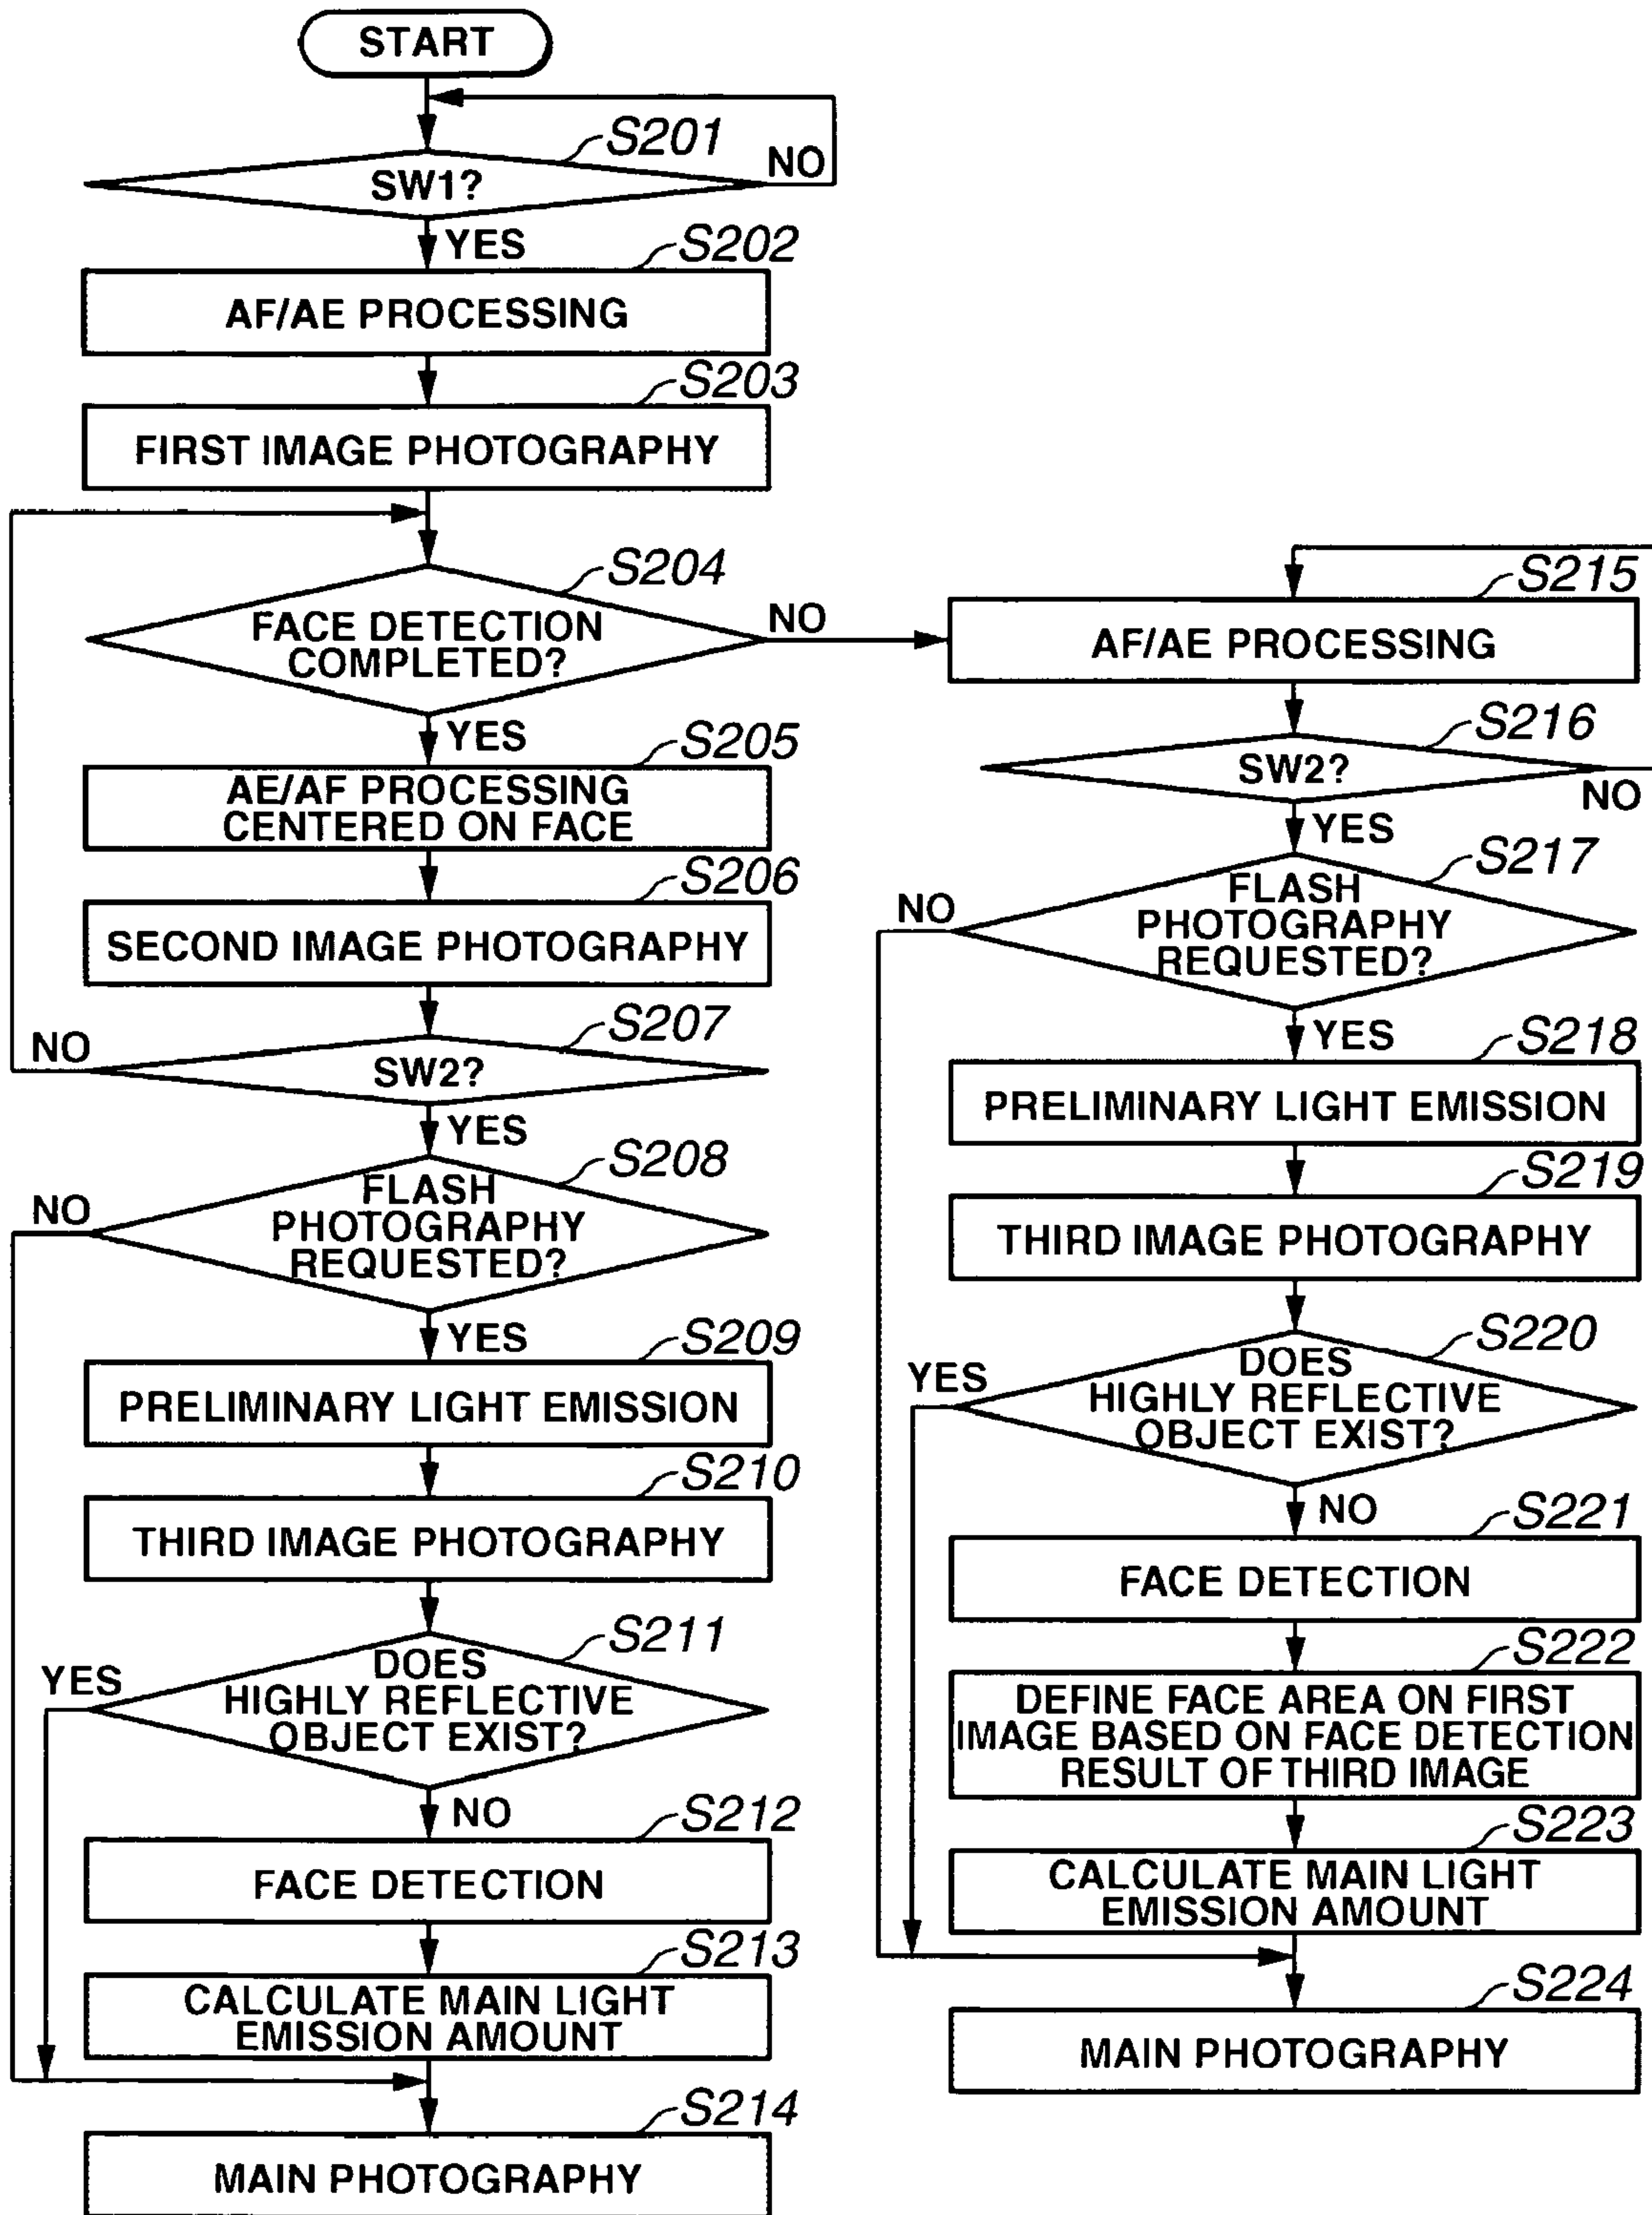 START
S201
SW1?
NO
YES
S202
AF/AE PROCESSING
S203
FIRST IMAGE PHOTOGRAPHY
S204
FACE DETECTION
COMPLETED?
NO
YES
S205
AE/AF PROCESSING
CENTERED ON FACE
S206
SECOND IMAGE PHOTOGRAPHY
S207
NO
SW2?
YES
S208
NO
FLASH
PHOTOGRAPHY
REQUESTED?
YES
S209
PRELIMINARY LIGHT EMISSION
S210
THIRD IMAGE PHOTOGRAPHY
S211
YES
DOES
HIGHLY REFLECTIVE
OBJECT EXIST?
NO
S212
FACE DETECTION
S213
CALCULATE MAIN LIGHT
EMISSION AMOUNT
S214
MAIN PHOTOGRAPHY
S215
AF/AE PROCESSING
S216
SW2?
NO
YES
S217
NO
FLASH
PHOTOGRAPHY
REQUESTED?
YES
S218
PRELIMINARY LIGHT EMISSION
S219
THIRD IMAGE PHOTOGRAPHY
S220
YES
DOES
HIGHLY REFLECTIVE
OBJECT EXIST?
NO
S221
FACE DETECTION
S222
DEFINE FACE AREA ON FIRST
IMAGE BASED ON FACE DETECTION
RESULT OF THIRD IMAGE
S223
CALCULATE MAIN LIGHT
EMISSION AMOUNT
S224
MAIN PHOTOGRAPHY